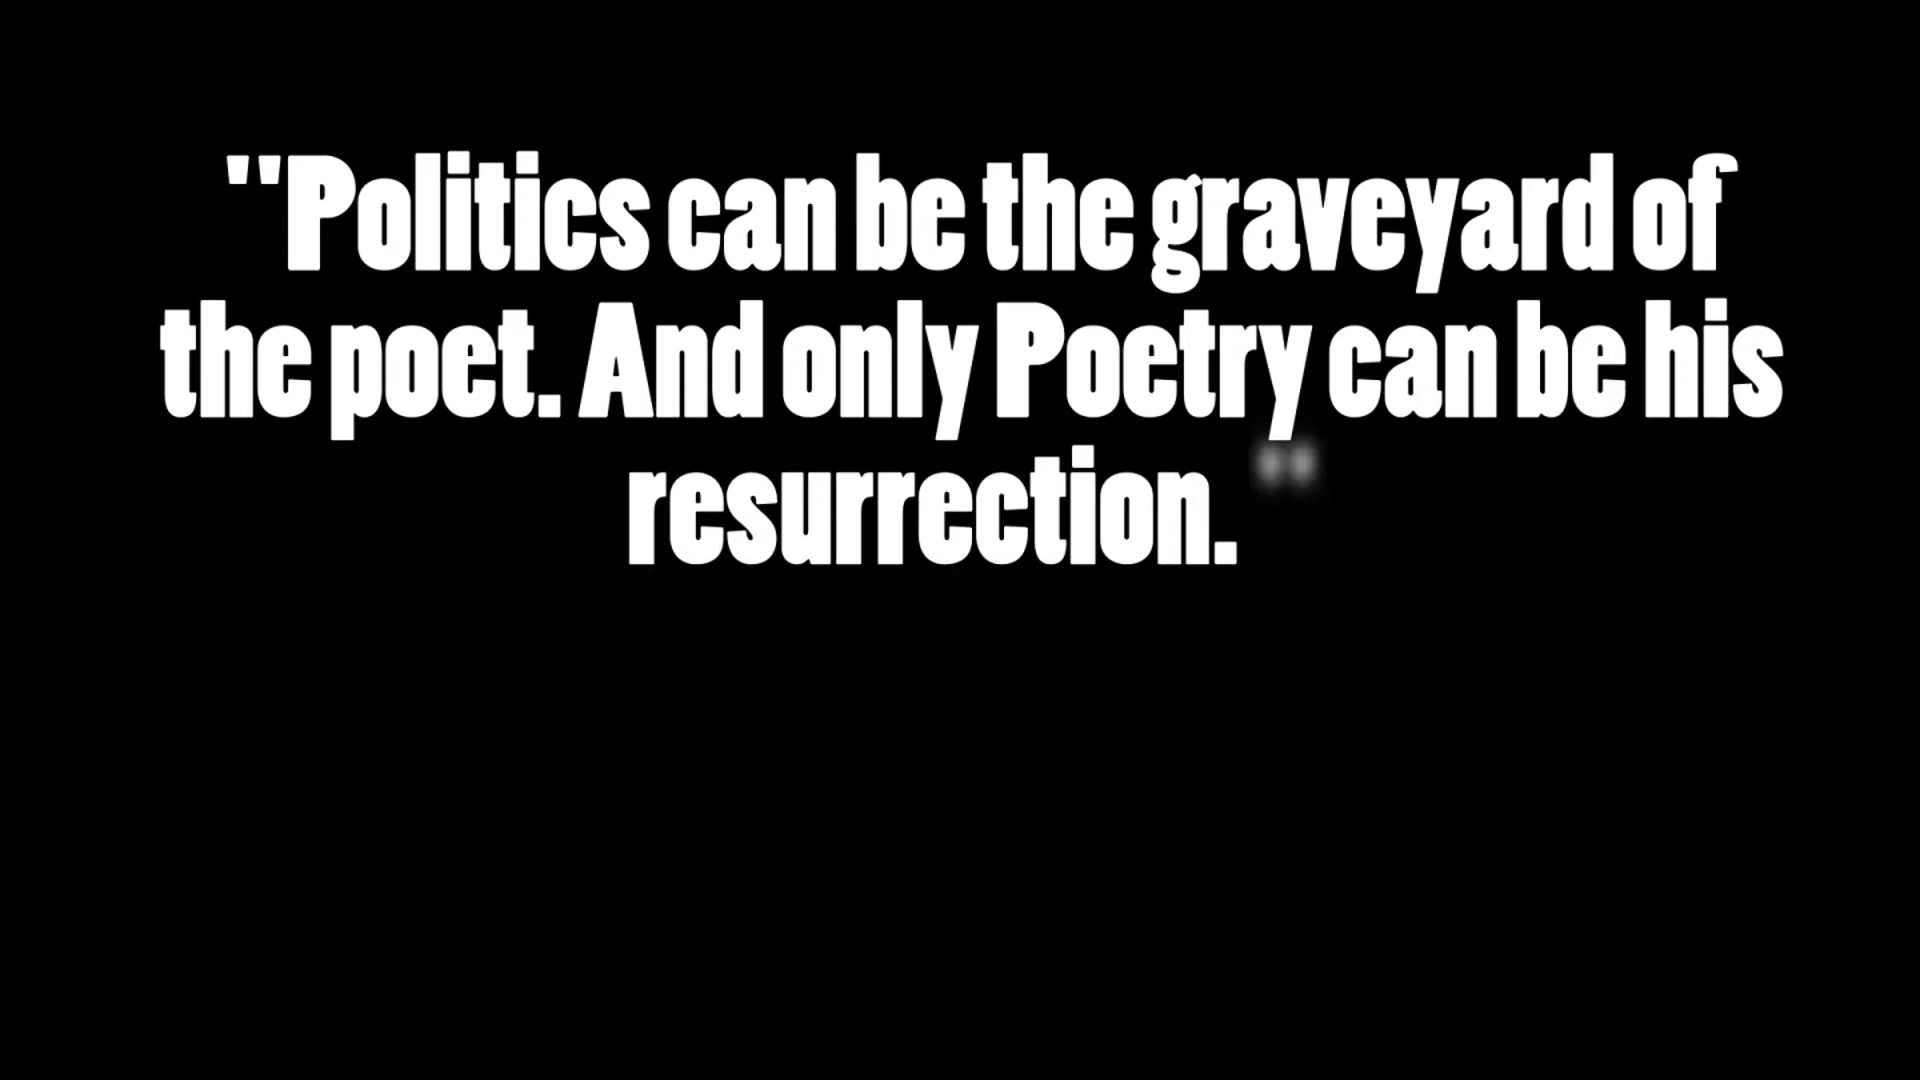 "Politics can be the graveyard of
the poet. And only Poetry can be his
resurrection. "